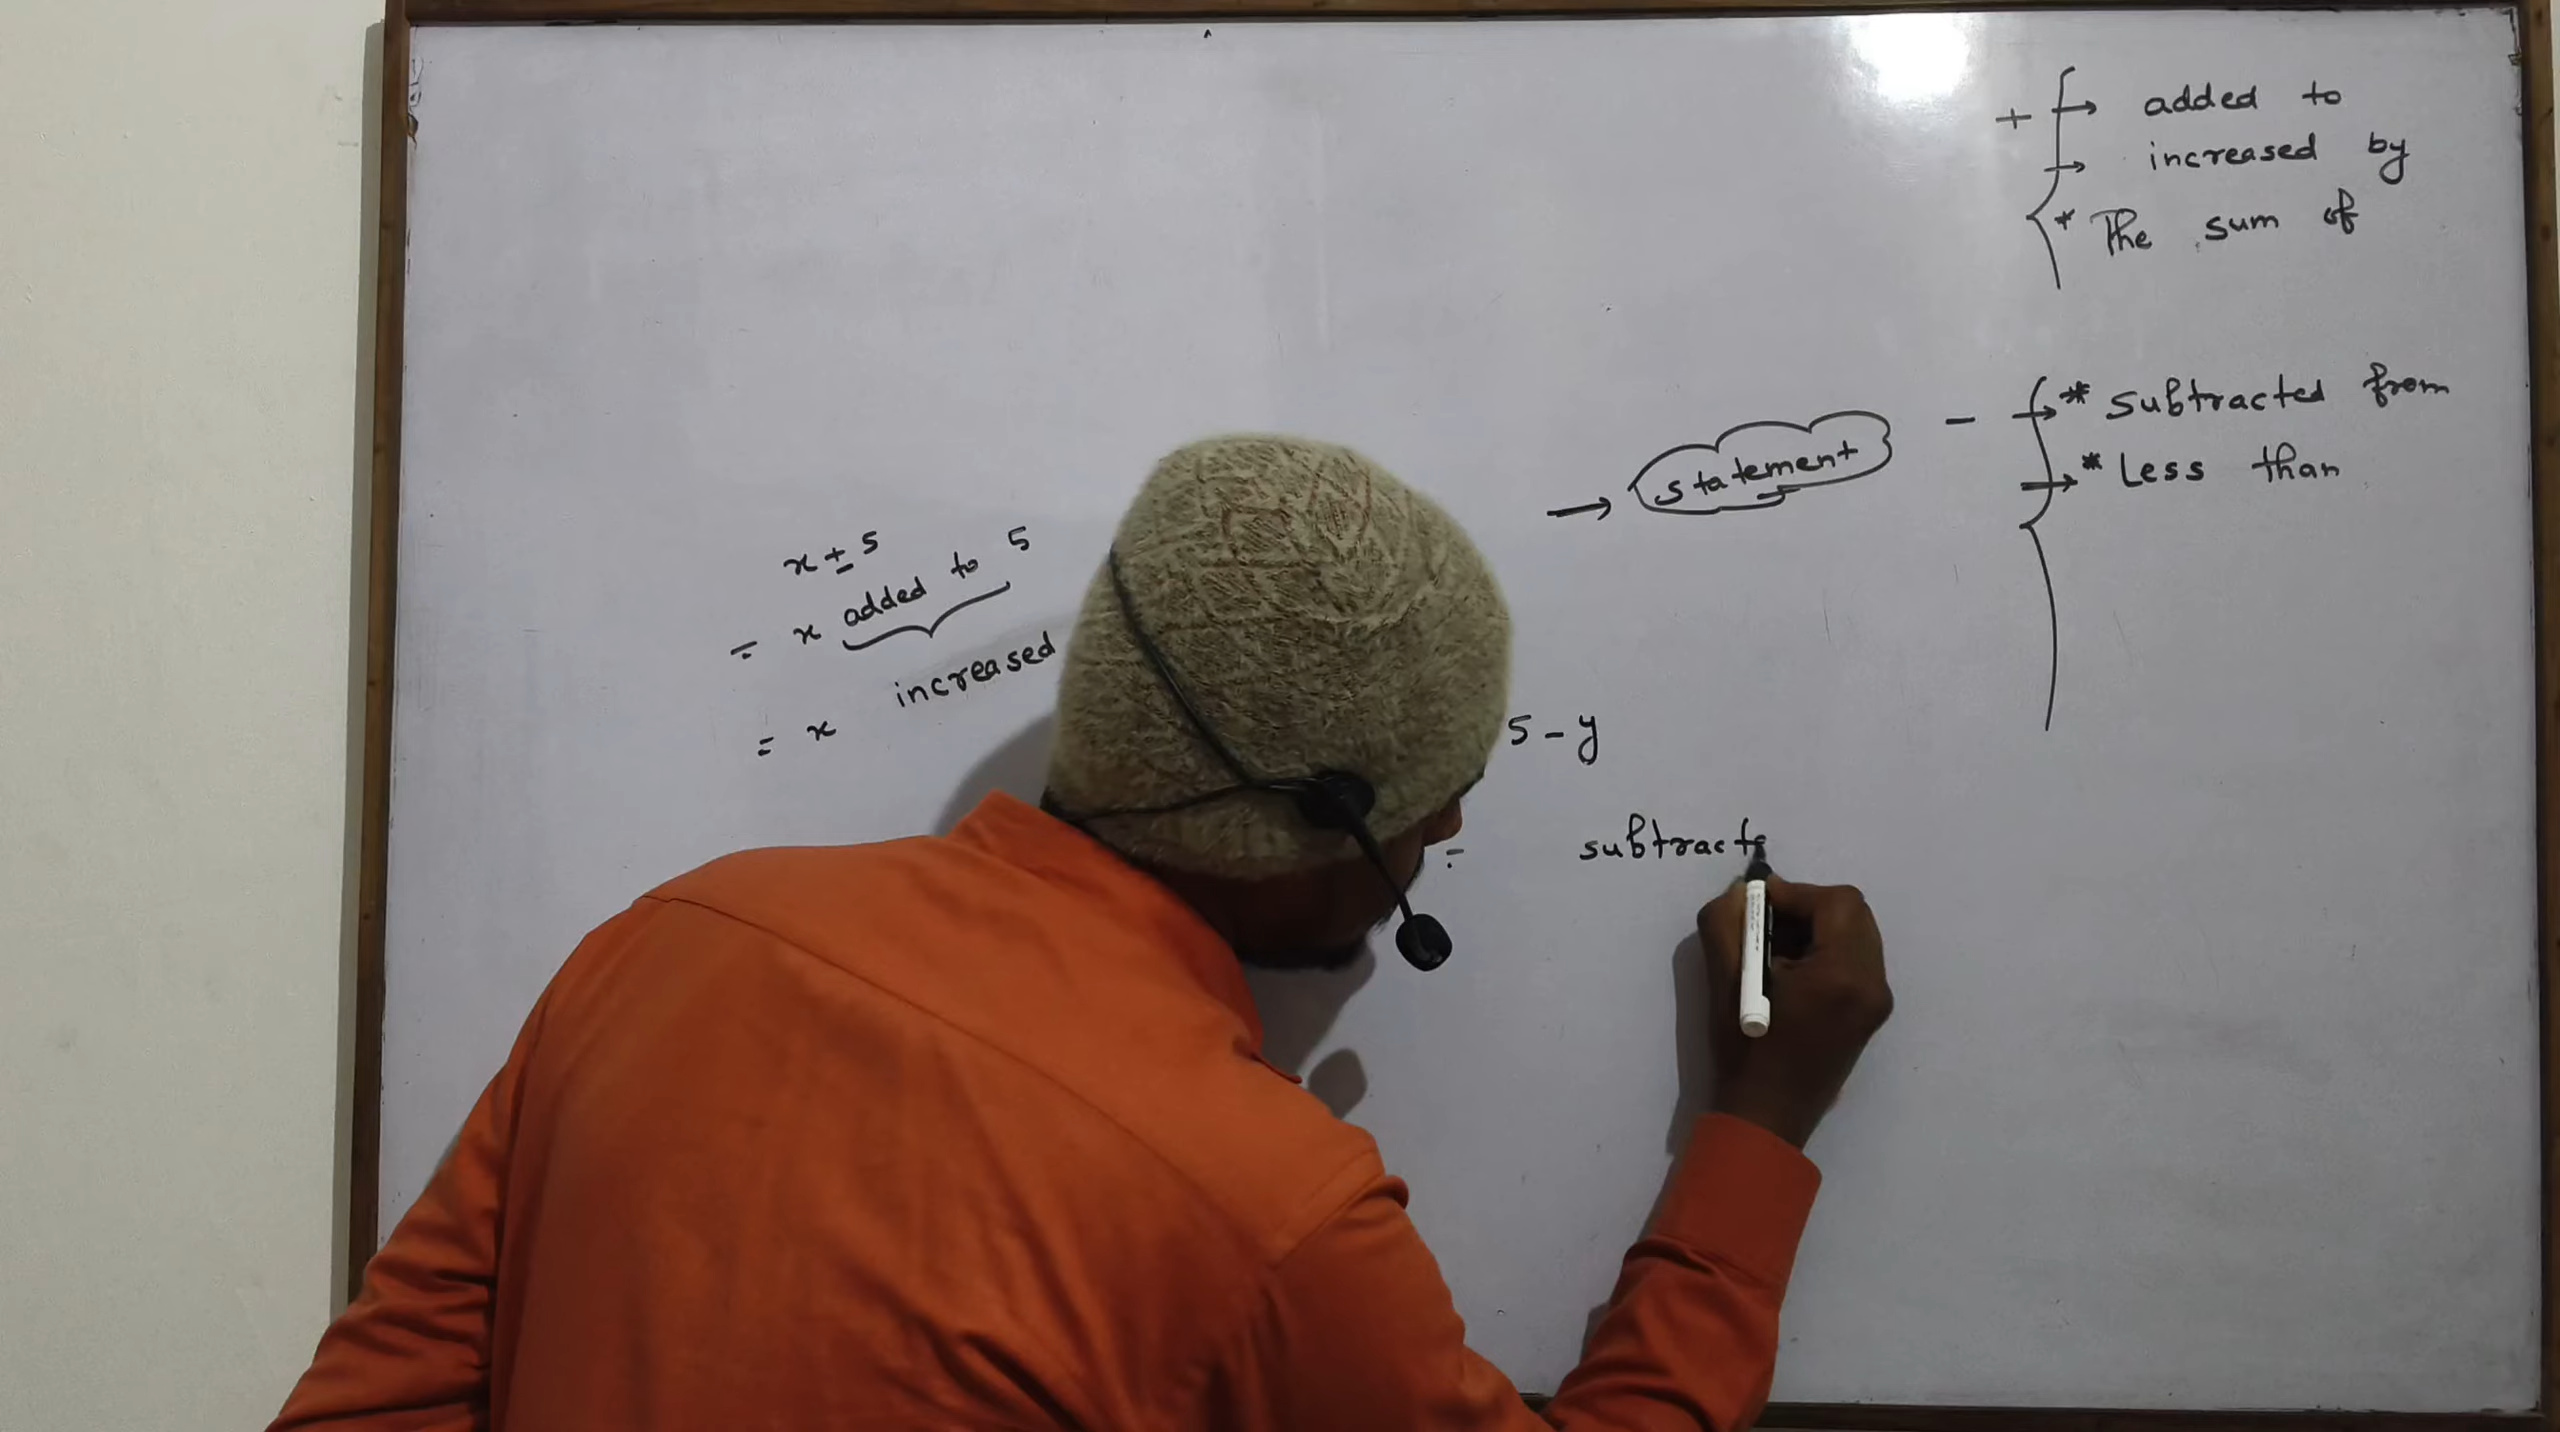 + → added to
→ increased by
* The sum of
→ statement
- → * subtracted from
→ * Less than
x + 5
= x added to 5
increased
= x
5 - y
= subtracte